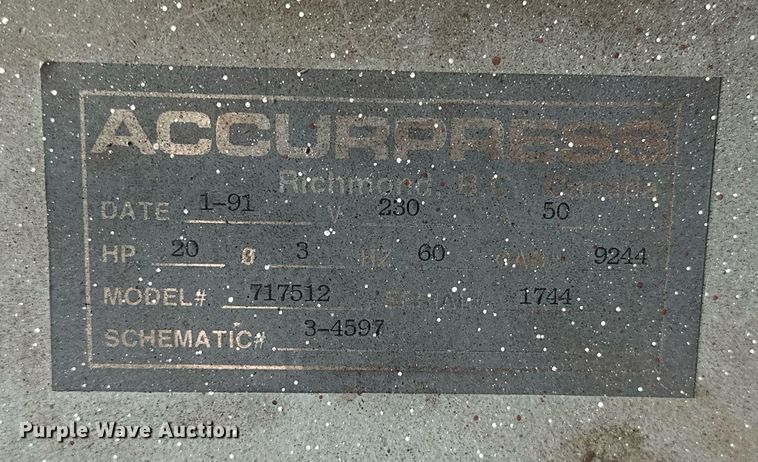 ACCURPRESS
Richmond B.C. Canada
DATE 1-91 V 230 A 50
HP 20 Ø 3 HZ 60 9244
MODEL# 717512 SERIAL# 1744
SCHEMATIC# 3-4597
Purple Wave Auction